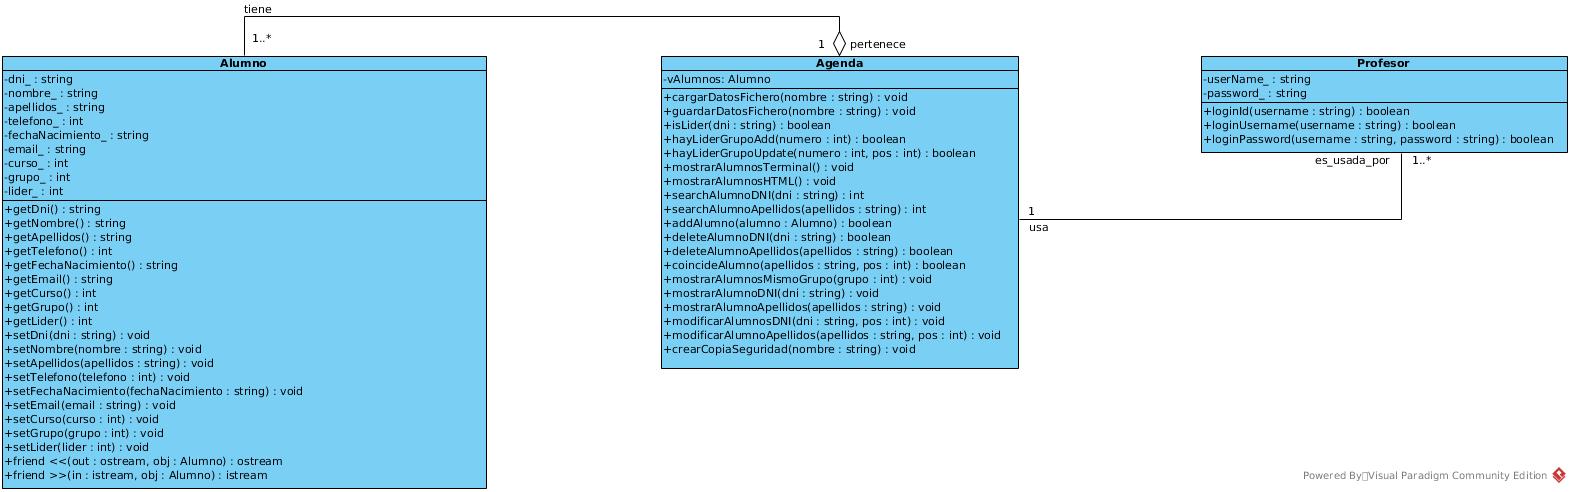 tiene
1..*
1
pertenece
Alumno
-dni_ : string
-nombre_ : string
-apellidos_ : string
-telefono_ : int
-fechaNacimiento_ : string
-email_ : string
-curso_ : int
-grupo_ : int
-lider_ : int
+getDni() : string
+getNombre() : string
+getApellidos() : string
+getTelefono() : int
+getFechaNacimiento() : string
+getEmail() : string
+getCurso() : int
+getGrupo() : int
+getLider() : int
+setDni(dni : string) : void
+setNombre(nombre : string) : void
+setApellidos(apellidos : string) : void
+setTelefono(telefono : int) : void
+setFechaNacimiento(fechaNacimiento : string) : void
+setEmail(email : string) : void
+setCurso(curso : int) : void
+setGrupo(grupo : int) : void
+setLider(lider : int) : void
+friend <<(out : ostream, obj : Alumno) : ostream
+friend >>(in : istream, obj : Alumno) : istream
Agenda
-vAlumnos: Alumno
+cargarDatosFichero(nombre : string) : void
+guardarDatosFichero(nombre : string) : void
+isLider(dni : string) : boolean
+hayLiderGrupoAdd(numero : int) : boolean
+hayLiderGrupoUpdate(numero : int, pos : int) : boolean
+mostrarAlumnosTerminal() : void
+mostrarAlumnosHTML() : void
+searchAlumnoDNI(dni : string) : int
+searchAlumnoApellidos(apellidos : string) : int
+addAlumno(alumno : Alumno) : boolean
+deleteAlumnoDNI(dni : string) : boolean
+deleteAlumnoApellidos(apellidos : string) : boolean
+coincideAlumno(apellidos : string, pos : int) : boolean
+mostrarAlumnosMismoGrupo(grupo : int) : void
+mostrarAlumnoDNI(dni : string) : void
+mostrarAlumnoApellidos(apellidos : string) : void
+modificarAlumnosDNI(dni : string, pos : int) : void
+modificarAlumnoApellidos(apellidos : string, pos : int) : void
+crearCopiaSeguridad(nombre : string) : void
Profesor
-userName_ : string
-password_ : string
+loginId(username : string) : boolean
+loginUsername(username : string) : boolean
+loginPassword(username : string, password : string) : boolean
es_usada_por
1..*
1
usa
Powered By Visual Paradigm Community Edition